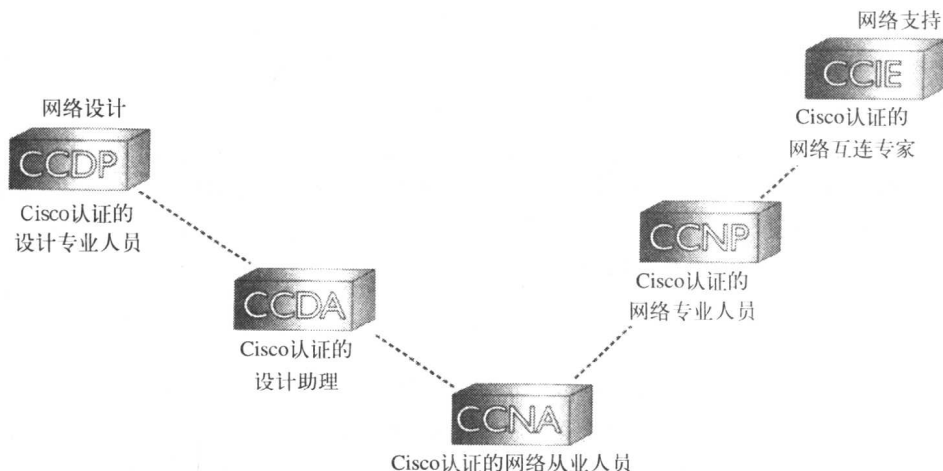 网络支持
CCIE
Cisco认证的
网络互连专家
网络设计
CCDP
Cisco认证的
设计专业人员
CCNP
Cisco认证的
网络专业人员
CCDA
Cisco认证的
设计助理
CCNA
Cisco认证的网络从业人员